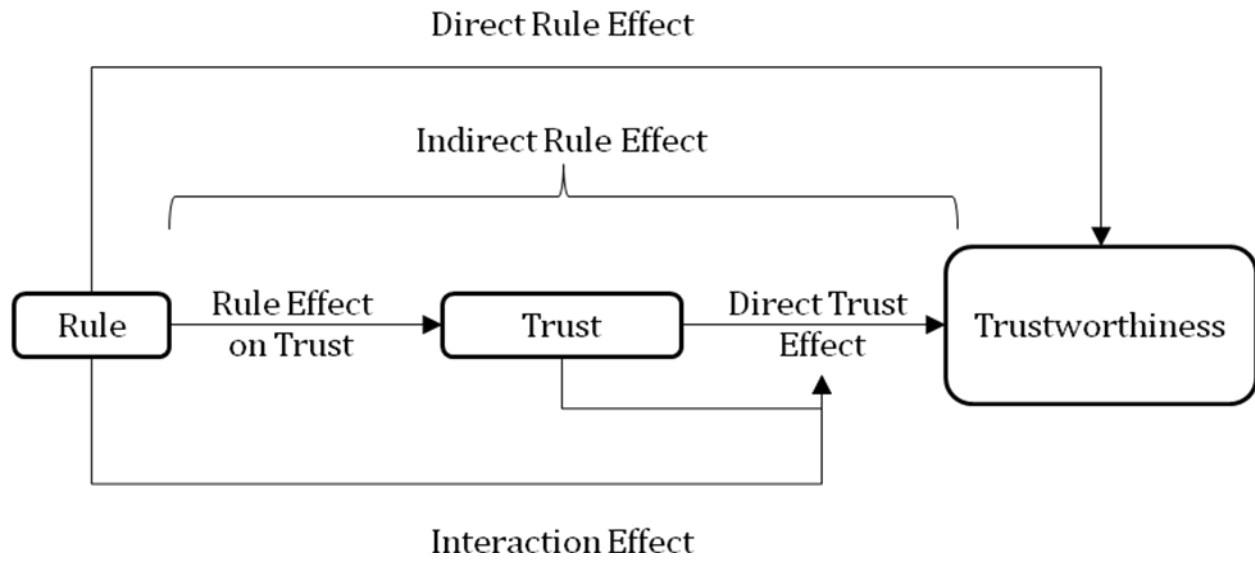 Direct Rule Effect
Indirect Rule Effect
Rule
Rule Effect
on Trust
Trust
Direct Trust
Effect
Trustworthiness
Interaction Effect